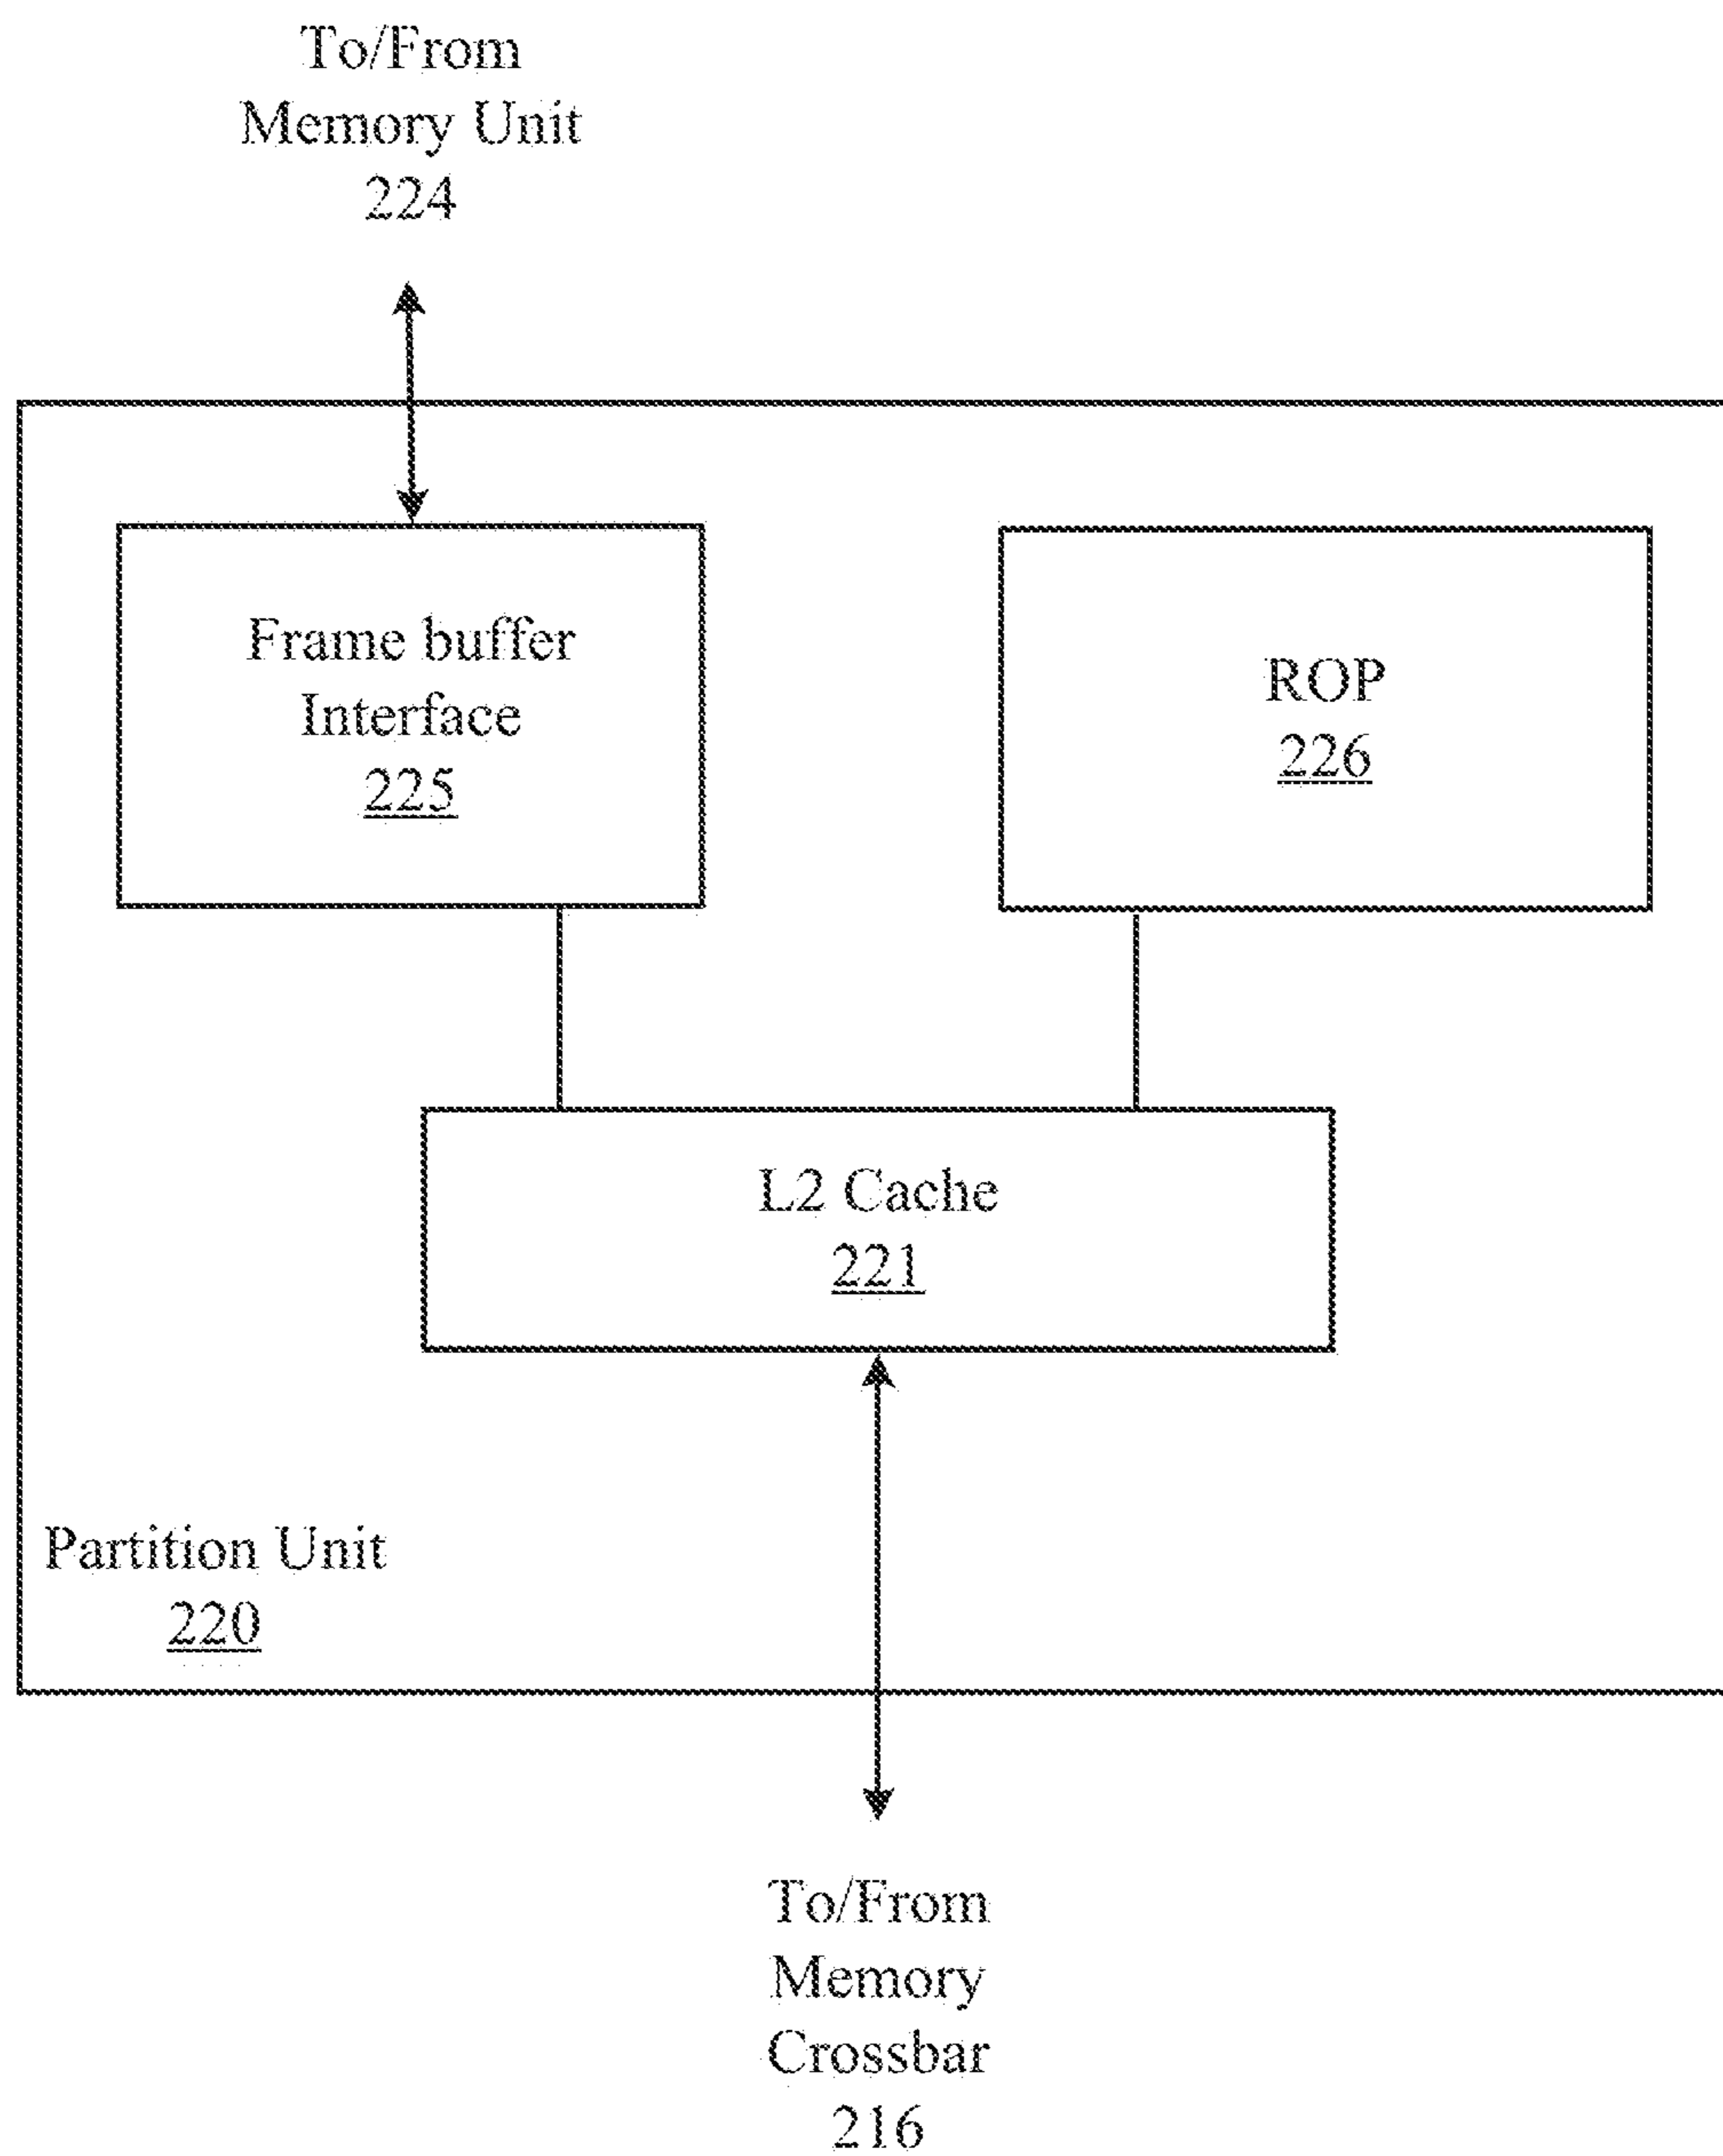 To/From
Memory Unit
224
Frame buffer
Interface
225
ROP
226
L2 Cache
221
Partition Unit
220
To/From
Memory
Crossbar
216